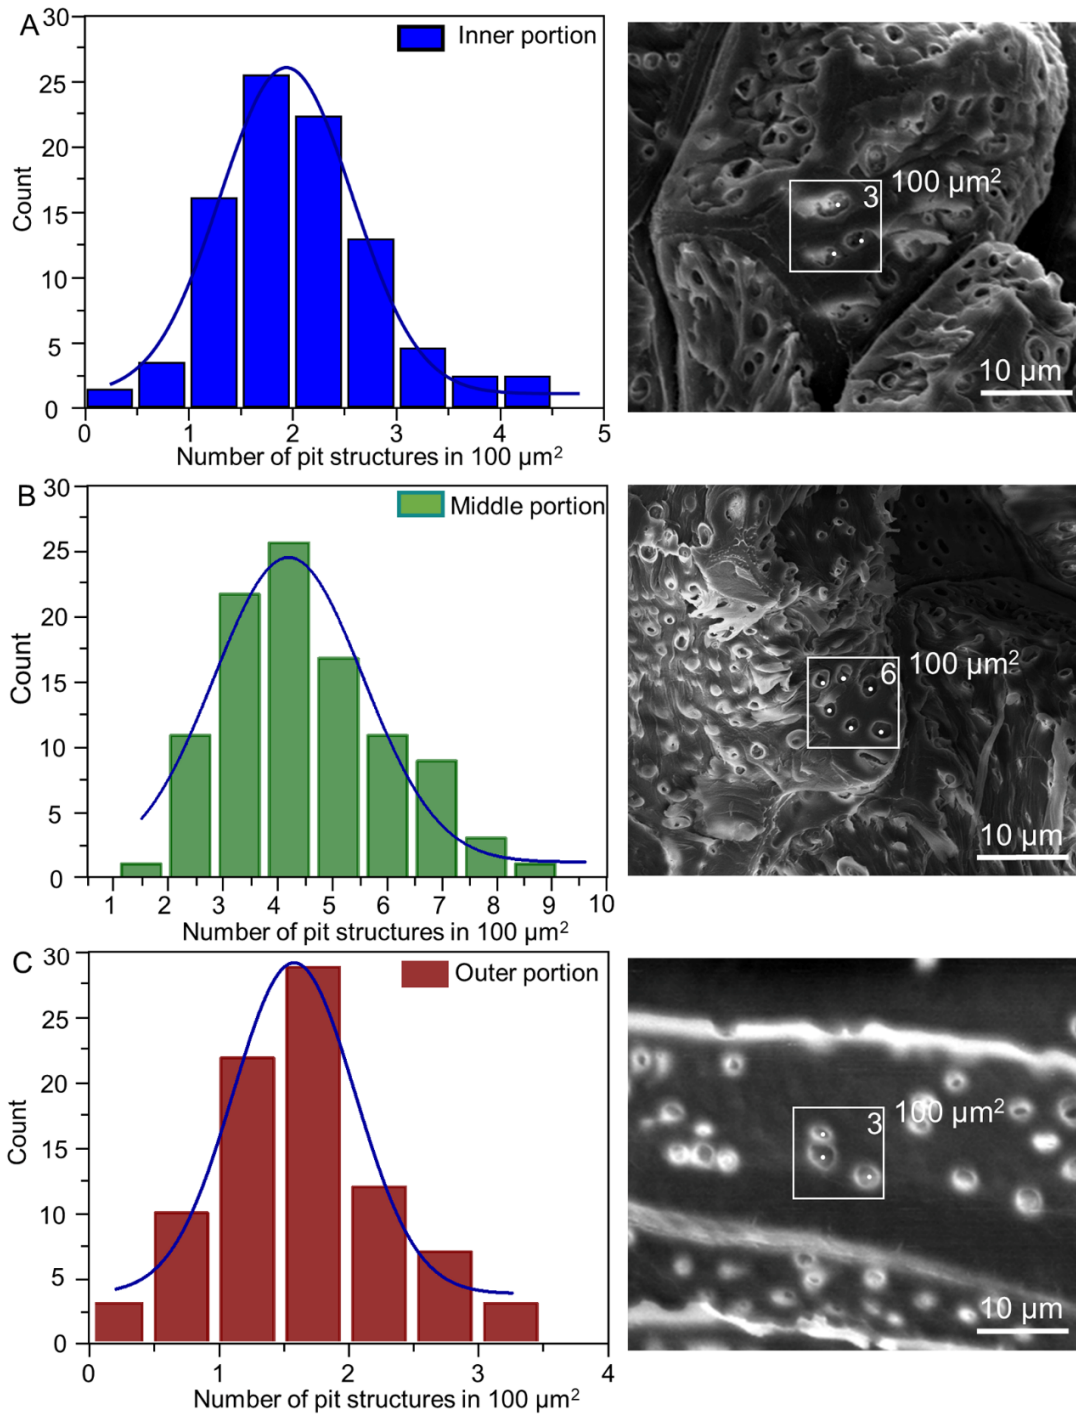 A
30
25
20
15
10
5
0
Count
Inner portion
0 1 2 3 4 5
Number of pit structures in 100 µm²
3 100 µm²
10 µm
B
30
25
20
15
10
5
0
Count
Middle portion
1 2 3 4 5 6 7 8 9 10
Number of pit structures in 100 µm²
6 100 µm²
10 µm
C
30
25
20
15
10
5
0
Count
Outer portion
0 1 2 3 4
Number of pit structures in 100 µm²
3 100 µm²
10 µm